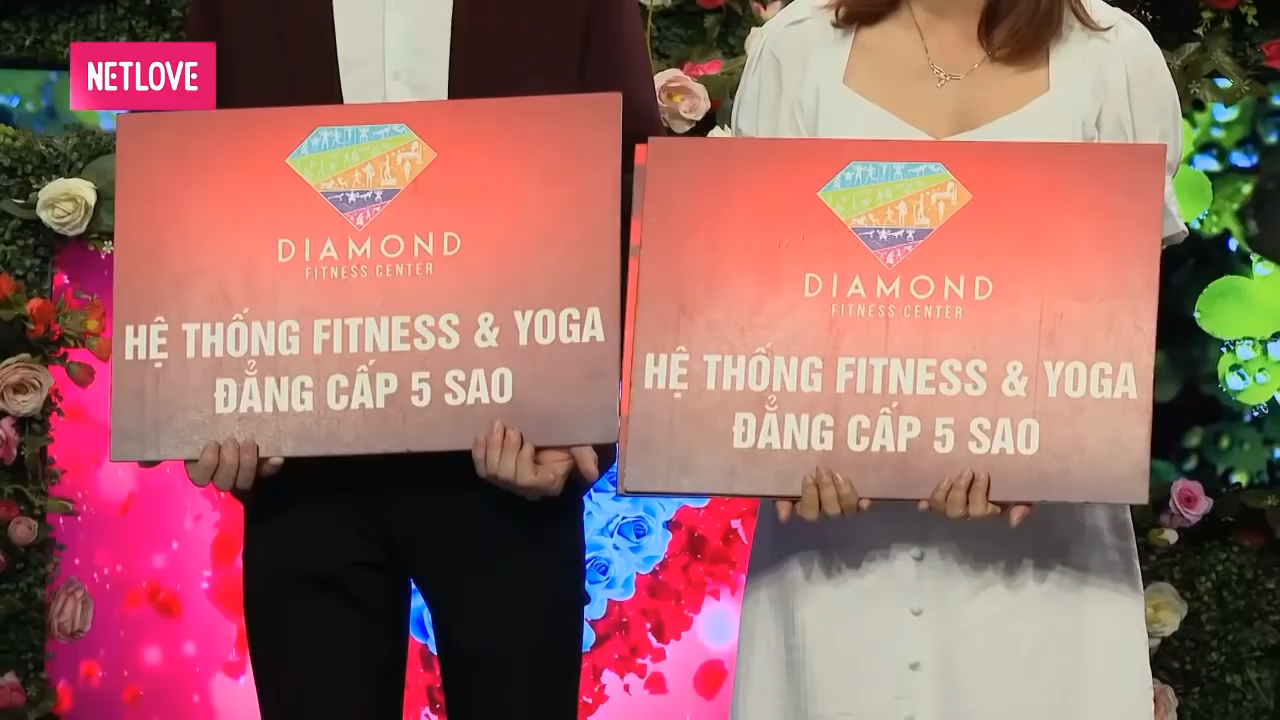 NETLOVE
DIAMOND
FITNESS CENTER
HỆ THỐNG FITNESS & YOGA
ĐẲNG CẤP 5 SAO
DIAMOND
FITNESS CENTER
HỆ THỐNG FITNESS & YOGA
ĐẲNG CẤP 5 SAO